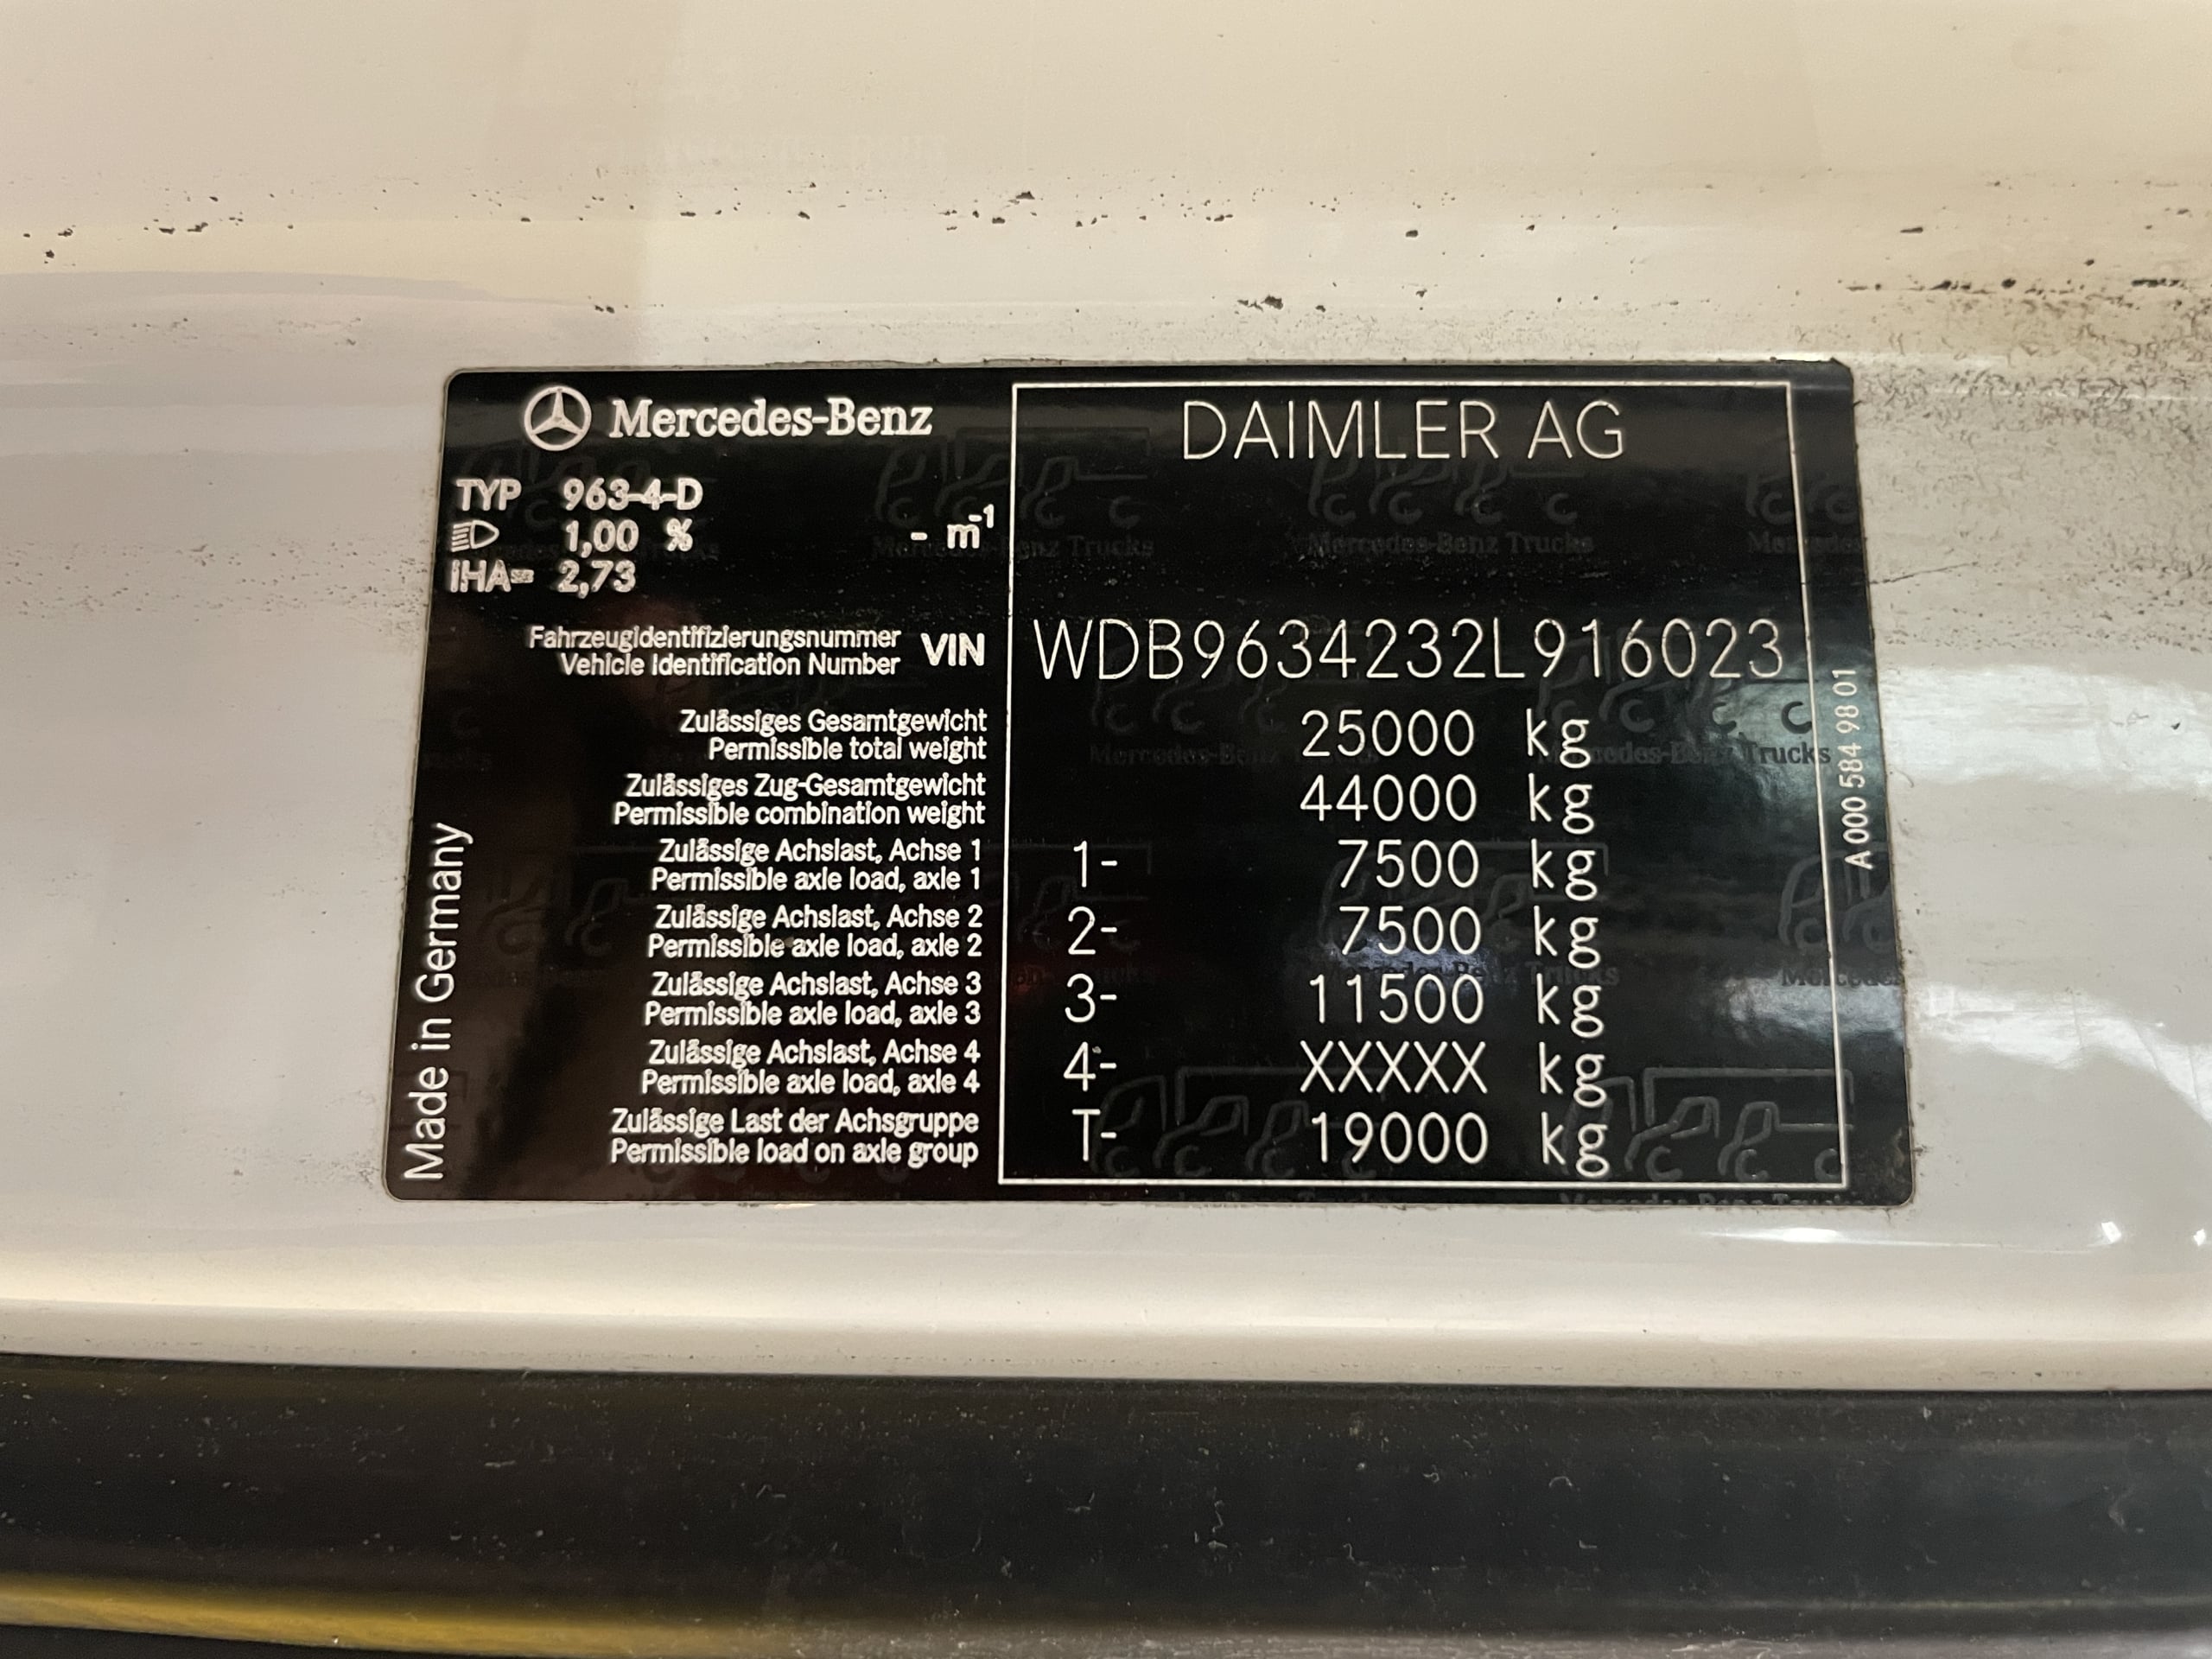 Mercedes-Benz
DAIMLER AG
TYP 963-4-D
1,00 % - m-1
IHA= 2,73
Fahrzeugidentifizierungsnummer
Vehicle Identification Number
VIN WDB9634232L916023
Zulässiges Gesamtgewicht
Permissible total weight
25000 kg
Zulässiges Zug-Gesamtgewicht
Permissible combination weight
44000 kg
Zulässige Achslast, Achse 1
Permissible axle load, axle 1
1- 7500 kg
Zulässige Achslast, Achse 2
Permissible axle load, axle 2
2- 7500 kg
Zulässige Achslast, Achse 3
Permissible axle load, axle 3
3- 11500 kg
Zulässige Achslast, Achse 4
Permissible axle load, axle 4
4- XXXXX kg
Zulässige Last der Achsgruppe
Permissible load on axle group
T- 19000 kg
Made in Germany
A 000 584 98 01
Mercedes-Benz Trucks